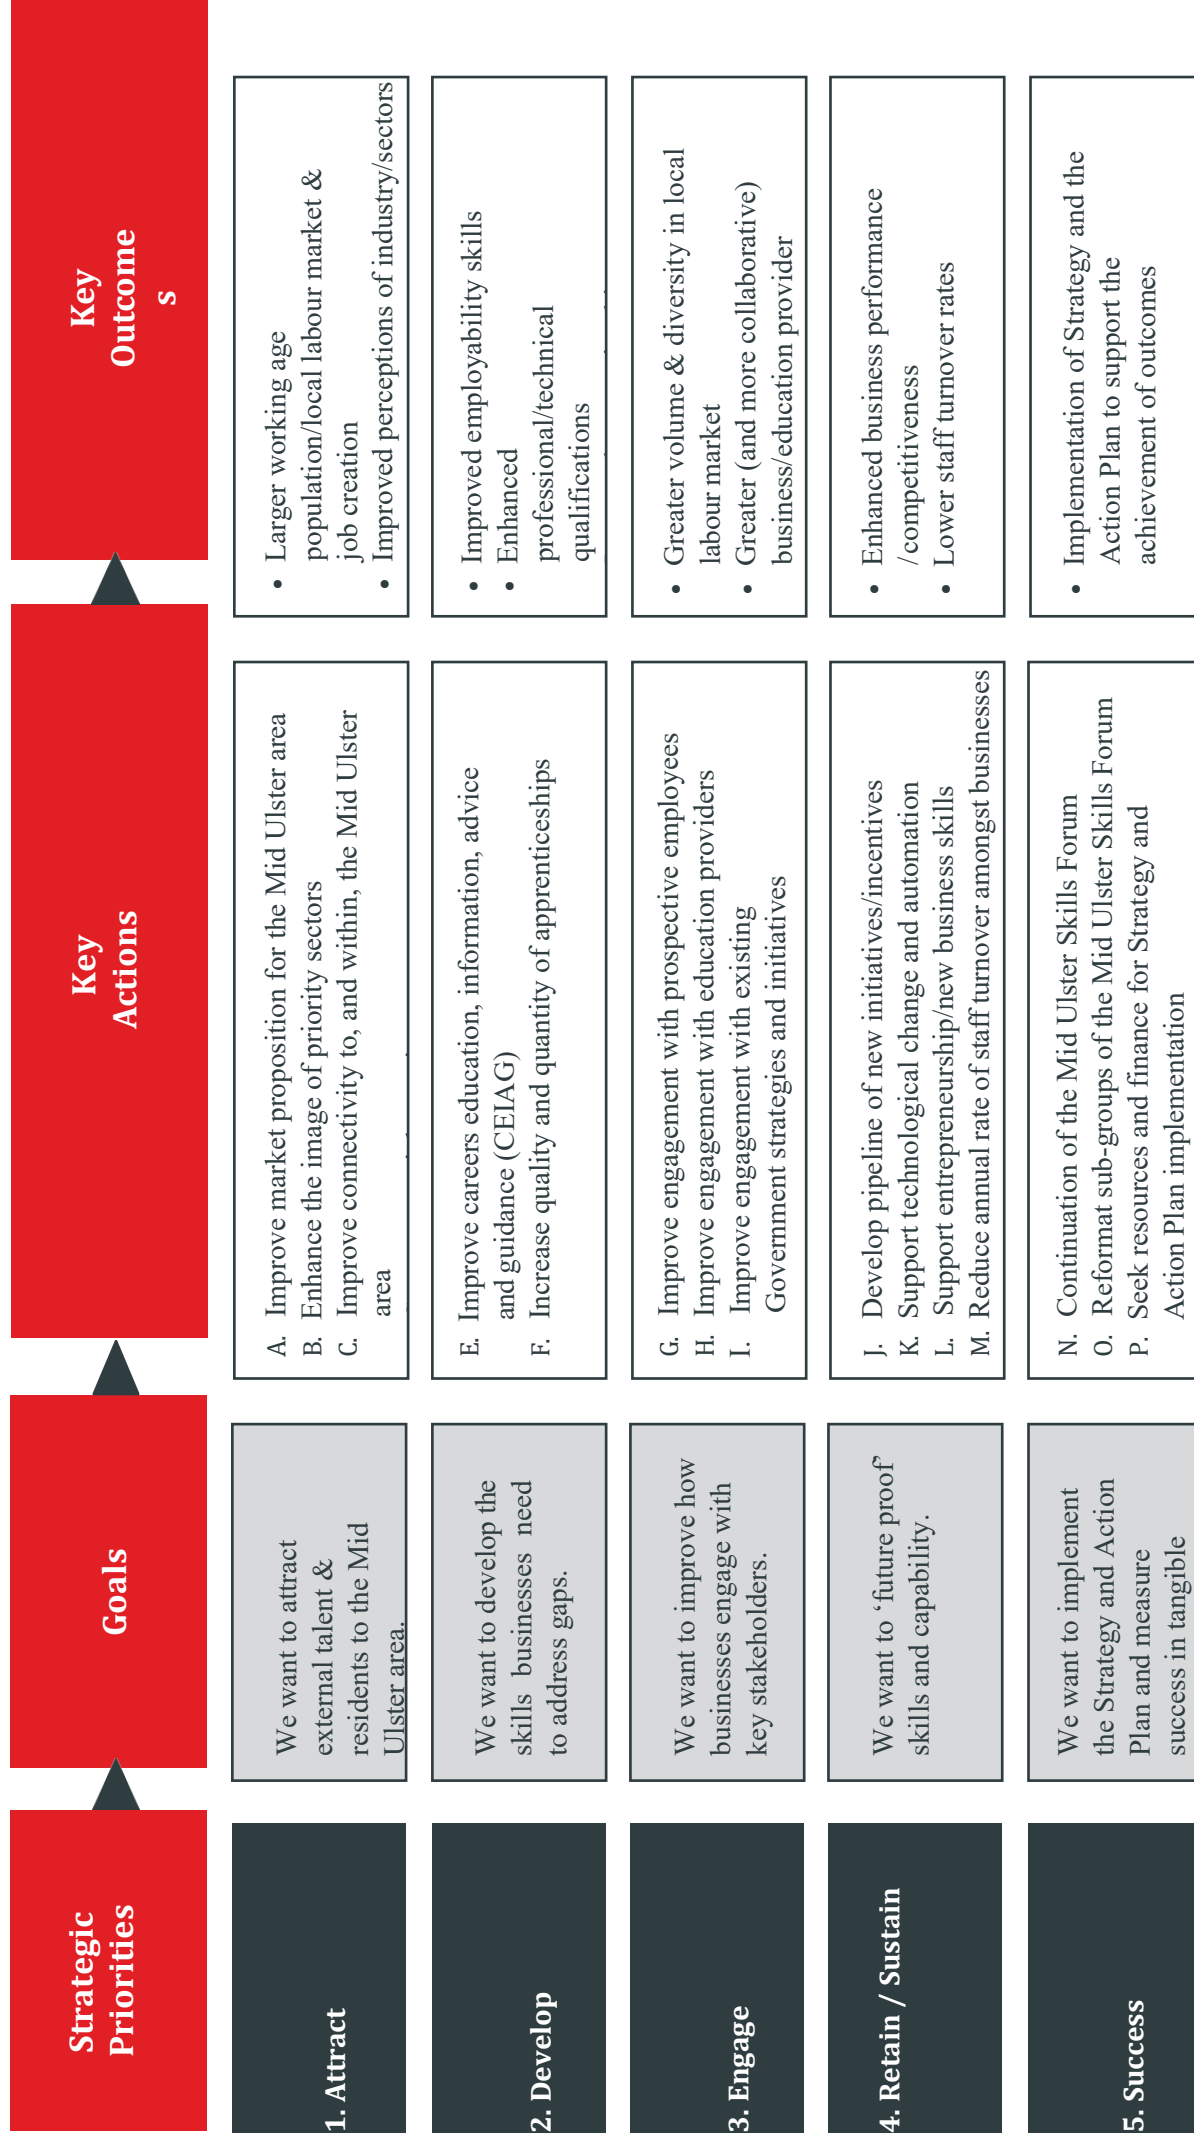 Strategic
Priorities
Goals
Key
Actions
Key
Outcome
s
1. Attract
We want to attract
external talent &
residents to the Mid
Ulster area.
A. Improve market proposition for the Mid Ulster area
B. Enhance the image of priority sectors
C. Improve connectivity to, and within, the Mid Ulster
area
• Larger working age
population/local labour market &
job creation
• Improved perceptions of industry/sectors
2. Develop
We want to develop the
skills businesses need
to address gaps.
E. Improve careers education, information, advice
and guidance (CEIAG)
F. Increase quality and quantity of apprenticeships
• Improved employability skills
• Enhanced
professional/technical
qualifications
3. Engage
We want to improve how
businesses engage with
key stakeholders.
G. Improve engagement with prospective employees
H. Improve engagement with education providers
I. Improve engagement with existing
Government strategies and initiatives
• Greater volume & diversity in local
labour market
• Greater (and more collaborative)
business/education provider
4. Retain / Sustain
We want to ‘future proof’
skills and capability.
J. Develop pipeline of new initiatives/incentives
K. Support technological change and automation
L. Support entrepreneurship/new business skills
M. Reduce annual rate of staff turnover amongst businesses
• Enhanced business performance
/competitiveness
• Lower staff turnover rates
5. Success
We want to implement
the Strategy and Action
Plan and measure
success in tangible
N. Continuation of the Mid Ulster Skills Forum
O. Reformat sub-groups of the Mid Ulster Skills Forum
P. Seek resources and finance for Strategy and
Action Plan implementation
• Implementation of Strategy and the
Action Plan to support the
achievement of outcomes